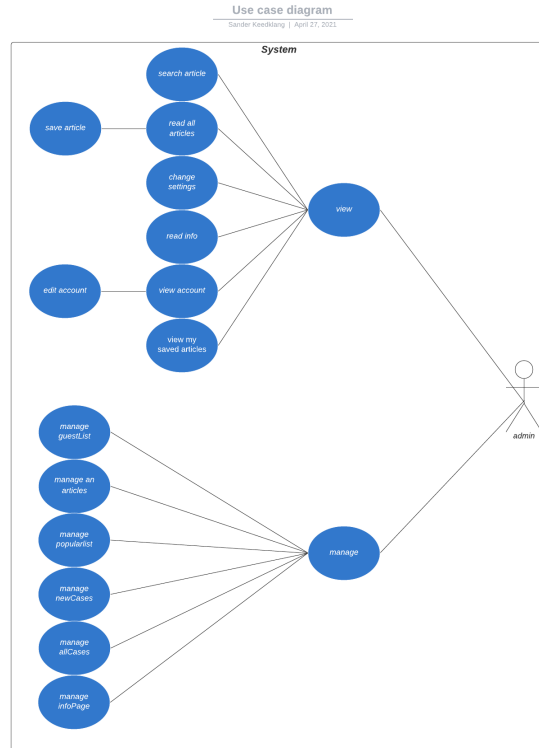 Use case diagram
Sander Keedklang | April 27, 2021
System
search article
save article
read all
articles
change
settings
view
read info
edit account
view account
view my
saved articles
admin
manage
guestList
manage an
articles
manage
popularlist
manage
manage
newCases
manage
allCases
manage
infoPage